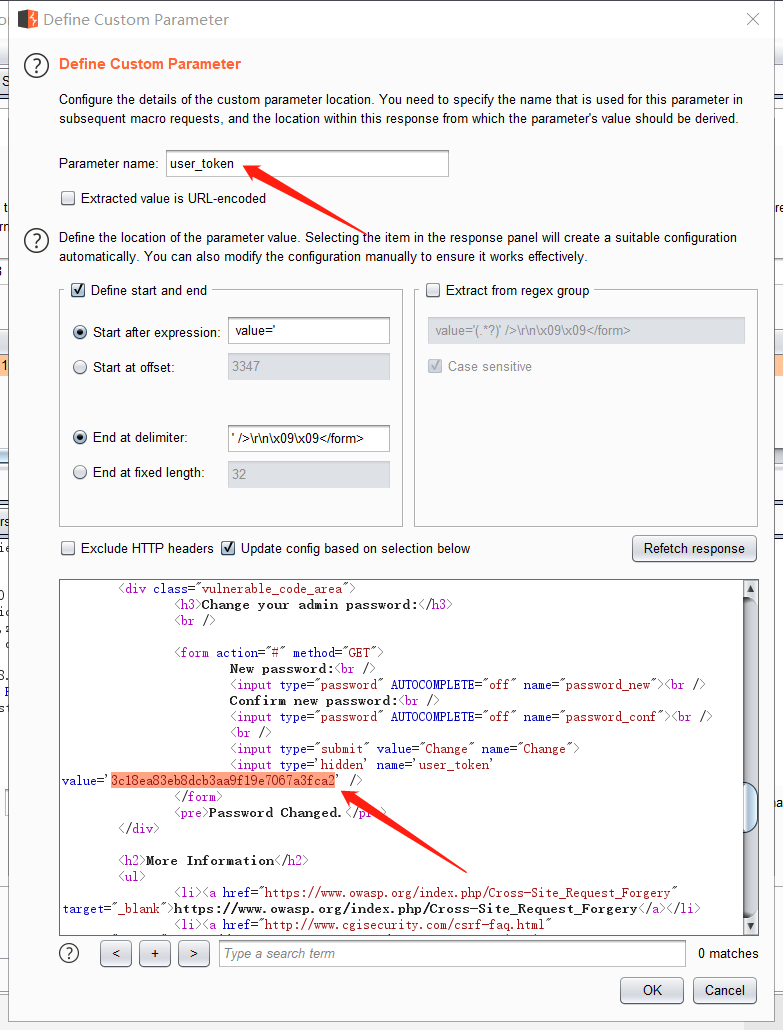 Define Custom Parameter
Define Custom Parameter
Configure the details of the custom parameter location. You need to specify the name that is used for this parameter in
subsequent macro requests, and the location within this response from which the parameter's value should be derived.
Parameter name: user_token
Extracted value is URL-encoded
Define the location of the parameter value. Selecting the item in the response panel will create a suitable configuration
automatically. You can also modify the configuration manually to ensure it works effectively.
Define start and end
Start after expression: value='
Start at offset: 3347
End at delimiter: ' />\r\n\x09\x09</form>
End at fixed length: 32
Extract from regex group
value='(.*?)' />\r\n\x09\x09</form>
Case sensitive
Exclude HTTP headers Update config based on selection below Refetch response
<div class="vulnerable_code_area">
<h3>Change your admin password:</h3>
<br />
<form action="#" method="GET">
New password:<br />
<input type="password" AUTOCOMPLETE="off" name="password_new"><br />
Confirm new password:<br />
<input type="password" AUTOCOMPLETE="off" name="password_conf"><br />
<br />
<input type="submit" value="Change" name="Change">
<input type='hidden' name='user_token'
value='3c18ea83eb8dcb3aa9f19e7067a3fca2' />
</form>
<pre>Password Changed.</pre>
</div>
<h2>More Information</h2>
<ul>
<li><a href="https://www.owasp.org/index.php/Cross-Site_Request_Forgery"
target="_blank">https://www.owasp.org/index.php/Cross-Site_Request_Forgery</a></li>
<li><a href="http://www.cgisecurity.com/csrf-faq.html"
< + > Type a search term 0 matches
OK Cancel